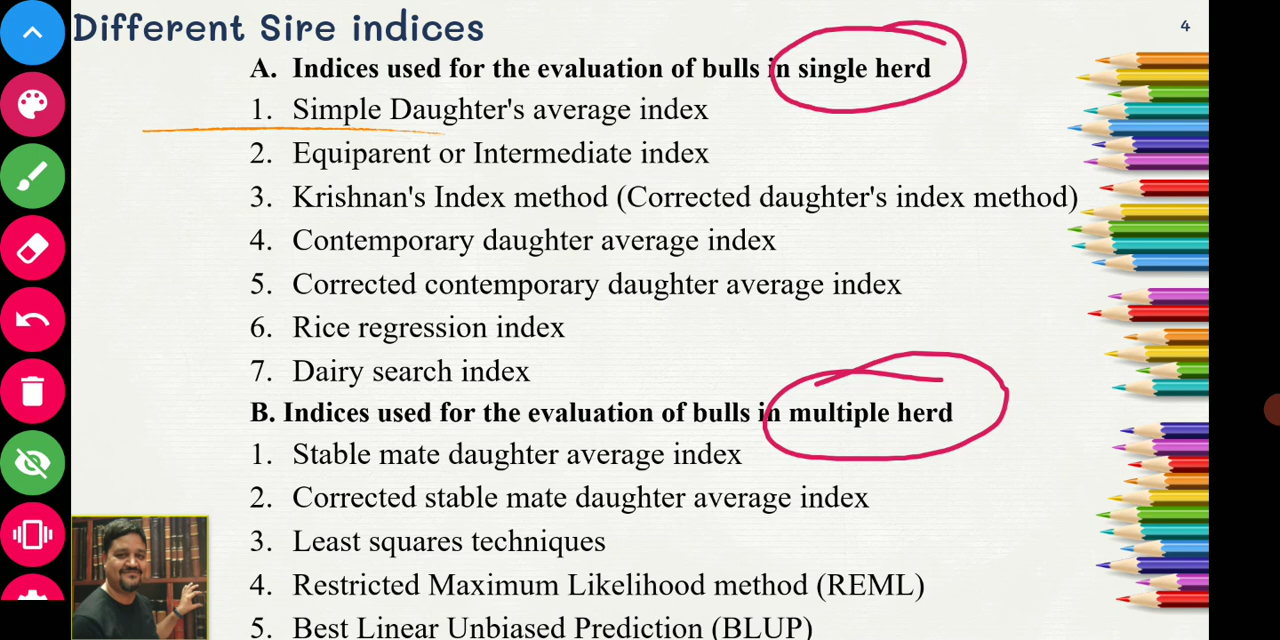 Different Sire indices
4
A. Indices used for the evaluation of bulls in single herd
1. Simple Daughter's average index
2. Equiparent or Intermediate index
3. Krishnan's Index method (Corrected daughter's index method)
4. Contemporary daughter average index
5. Corrected contemporary daughter average index
6. Rice regression index
7. Dairy search index
B. Indices used for the evaluation of bulls in multiple herd
1. Stable mate daughter average index
2. Corrected stable mate daughter average index
3. Least squares techniques
4. Restricted Maximum Likelihood method (REML)
5. Best Linear Unbiased Prediction (BLUP)